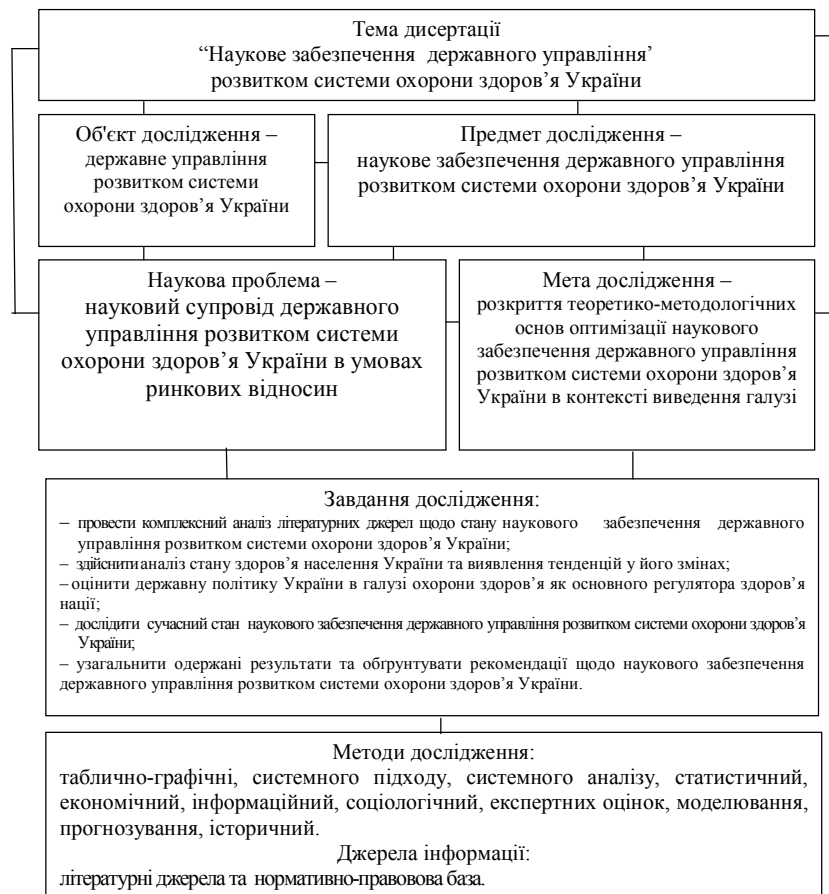 Тема дисертації
“Наукове забезпечення державного управління’
розвитком системи охорони здоров’я України
Об'єкт дослідження –
державне управління
розвитком системи
охорони здоров’я України
Предмет дослідження –
наукове забезпечення державного управління
розвитком системи охорони здоров’я України
Наукова проблема –
науковий супровід державного
управління розвитком системи
охорони здоров’я України в умовах
ринкових відносин
Мета дослідження –
розкриття теоретико-методологічних
основ оптимізації наукового
забезпечення державного управління
розвитком системи охорони здоров’я
України в контексті виведення галузі
Завдання дослідження:
– провести комплексний аналіз літературних джерел щодо стану наукового забезпечення державного
управління розвитком системи охорони здоров’я України;
– здійснити аналіз стану здоров’я населення України та виявлення тенденцій у його змінах;
– оцінити державну політику України в галузі охорони здоров’я як основного регулятора здоров’я
нації;
– дослідити сучасний стан наукового забезпечення державного управління розвитком системи охорони здоров’я
України;
– узагальнити одержані результати та обґрунтувати рекомендації щодо наукового забезпечення
державного управління розвитком системи охорони здоров’я України.
Методи дослідження:
таблично-графічні, системного підходу, системного аналізу, статистичний,
економічний, інформаційний, соціологічний, експертних оцінок, моделювання,
прогнозування, історичний.
Джерела інформації:
літературні джерела та нормативно-правовова база.